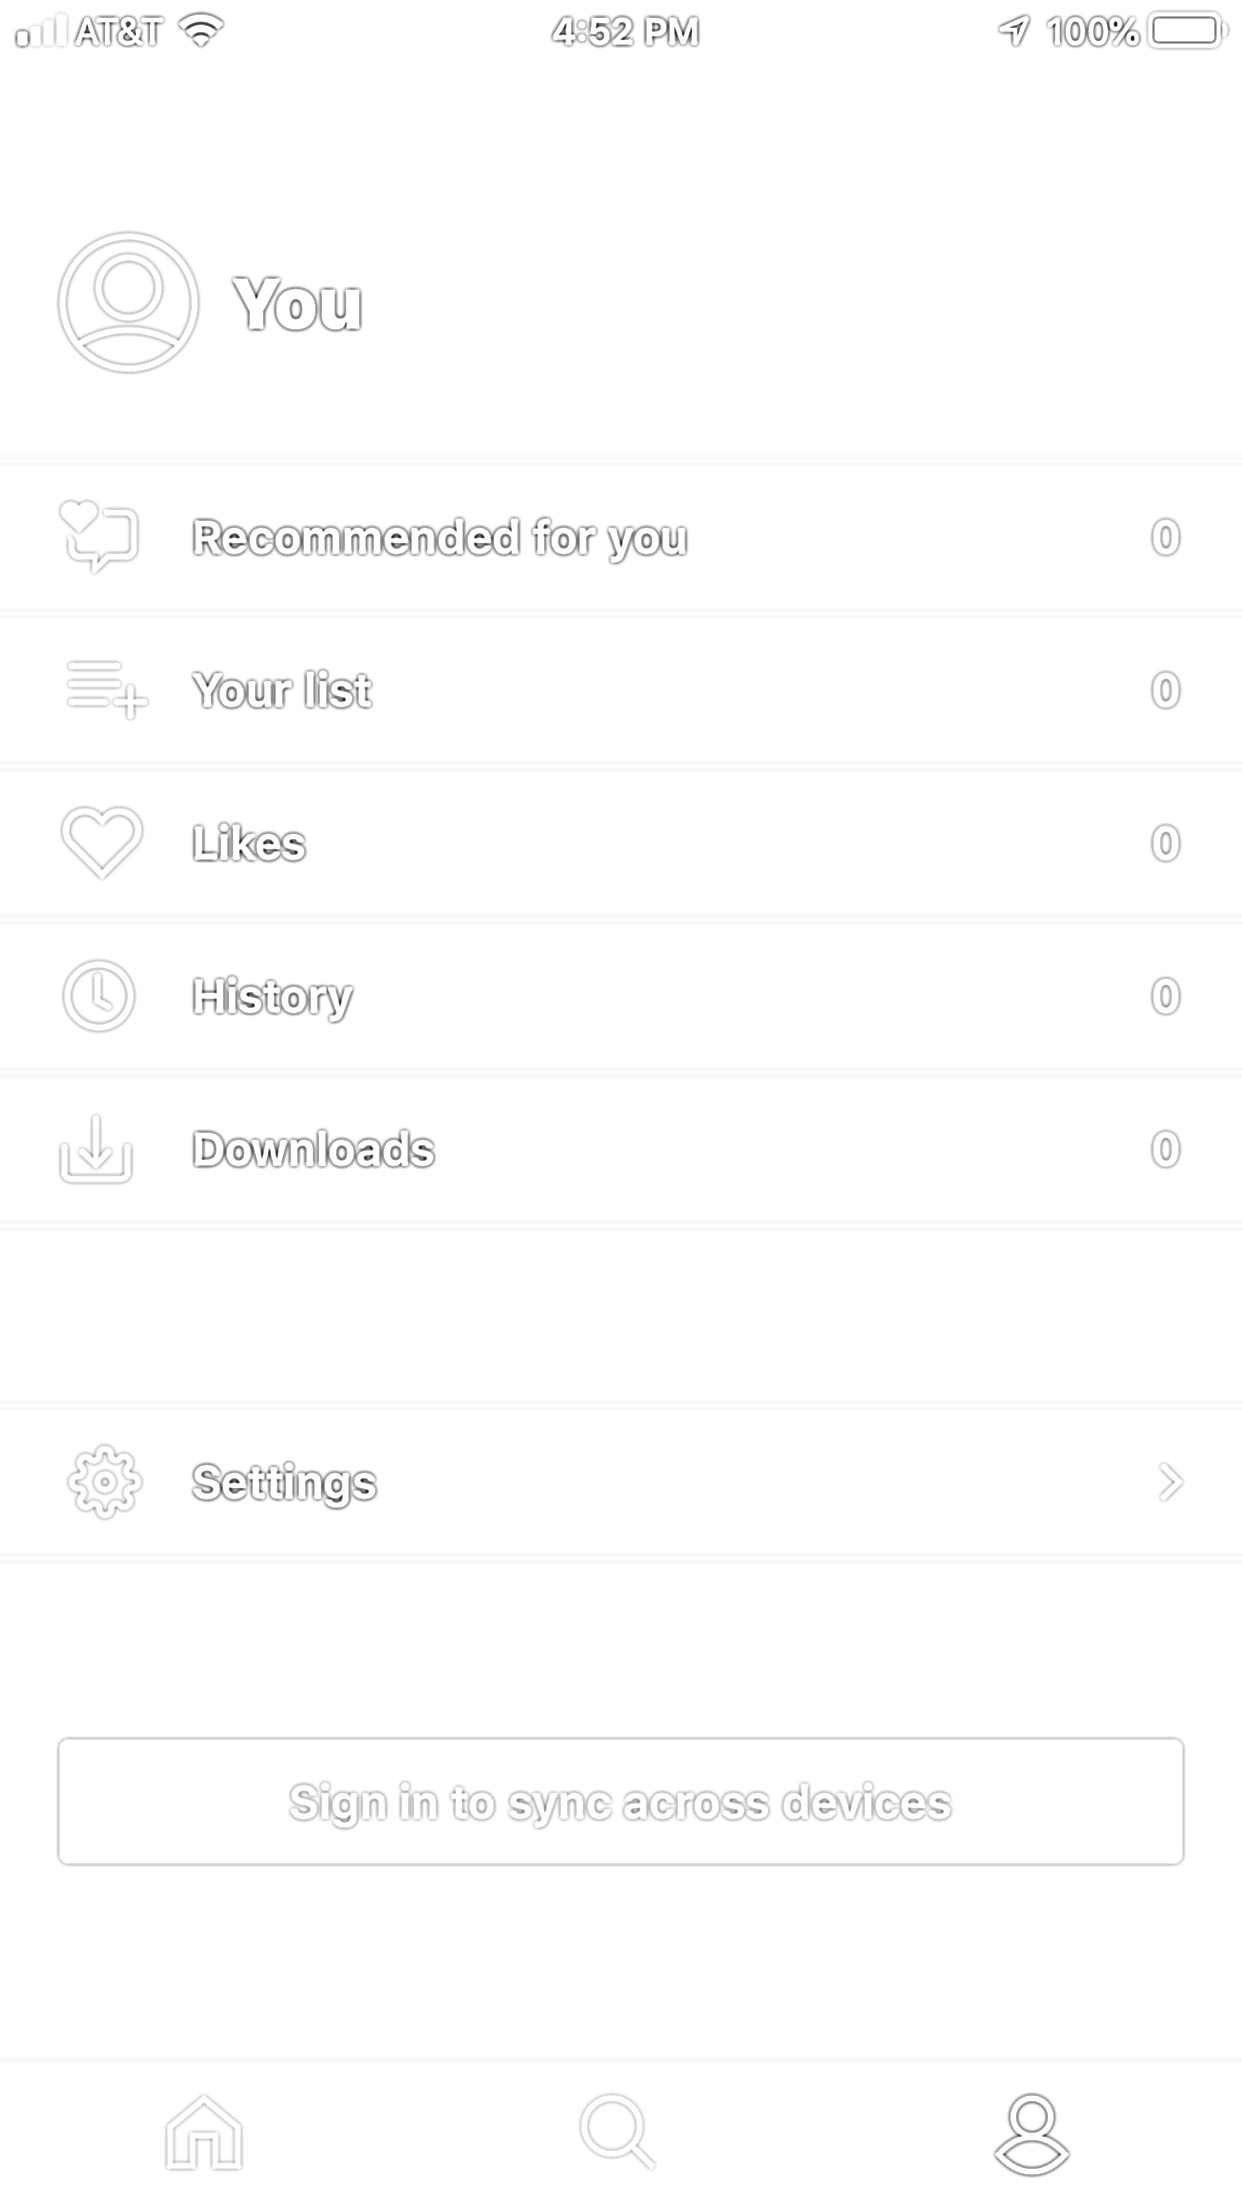 AT&T 4:52 PM 100%
You
Recommended for you 0
Your list 0
Likes 0
History 0
Downloads 0
Settings
Sign in to sync across devices